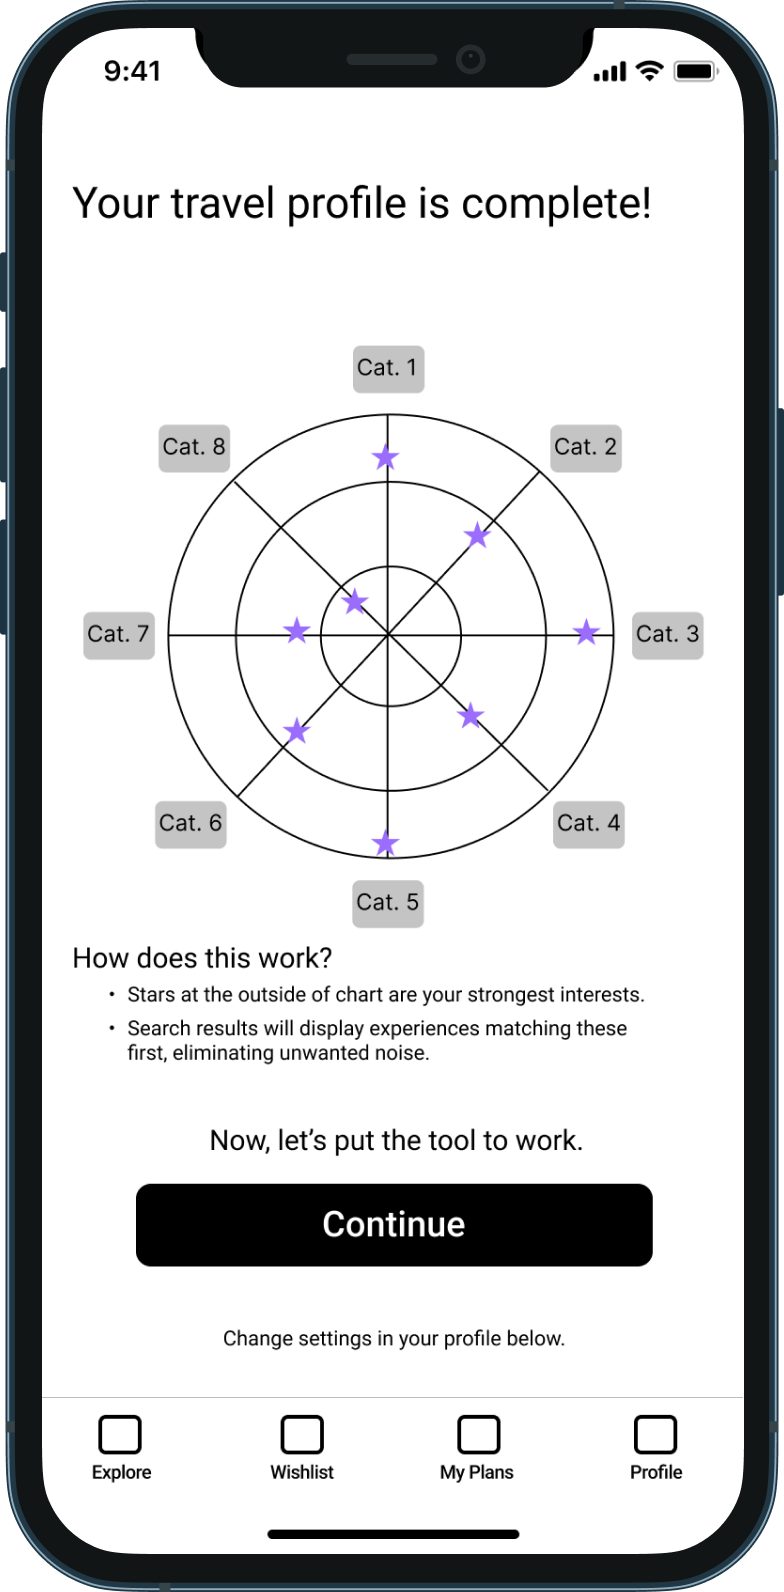 9:41
Your travel profile is complete!
Cat. 1
Cat. 8
Cat. 2
Cat. 7
Cat. 3
Cat. 6
Cat. 4
Cat. 5
How does this work?
• Stars at the outside of chart are your strongest interests.
• Search results will display experiences matching these
first, eliminating unwanted noise.
Now, let’s put the tool to work.
Continue
Change settings in your profile below.
Explore Wishlist My Plans Profile